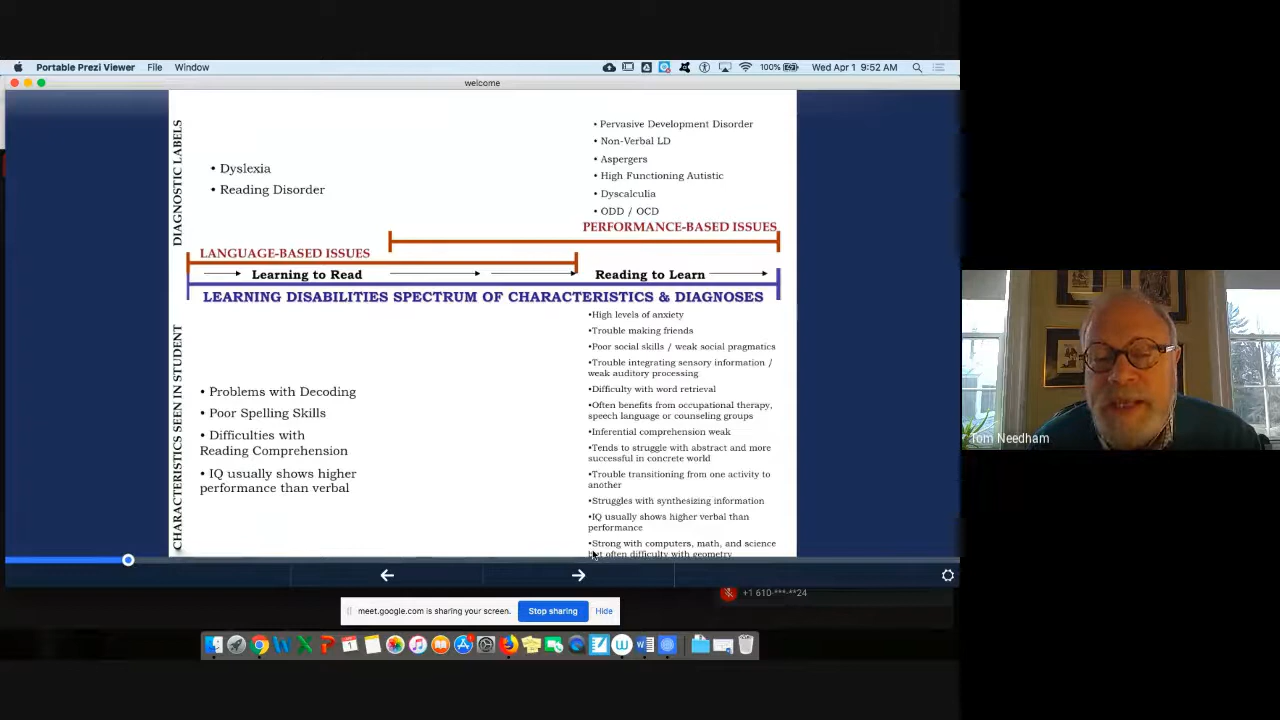 Portable Prezi Viewer File Window 100% Wed Apr 1 9:52 AM
welcome
DIAGNOSTIC LABELS
• Dyslexia
• Reading Disorder
• Pervasive Development Disorder
• Non-Verbal LD
• Aspergers
• High Functioning Autistic
• Dyscalculia
• ODD / OCD
PERFORMANCE-BASED ISSUES
LANGUAGE-BASED ISSUES
Learning to Read
Reading to Learn
LEARNING DISABILITIES SPECTRUM OF CHARACTERISTICS & DIAGNOSES
CHARACTERISTICS SEEN IN STUDENT
• Problems with Decoding
• Poor Spelling Skills
• Difficulties with
Reading Comprehension
• IQ usually shows higher
performance than verbal
•High levels of anxiety
•Trouble making friends
•Poor social skills / weak social pragmatics
•Trouble integrating sensory information /
weak auditory processing
•Difficulty with word retrieval
•Often benefits from occupational therapy,
speech language or counseling groups
•Inferential comprehension weak
•Tends to struggle with abstract and more
successful in concrete world
•Trouble transitioning from one activity to
another
•Struggles with synthesizing information
•IQ usually shows higher verbal than
performance
•Strong with computers, math, and science
but often difficulty with geometry
Tom Needham
+1 610-***-**24
meet.google.com is sharing your screen. Stop sharing Hide